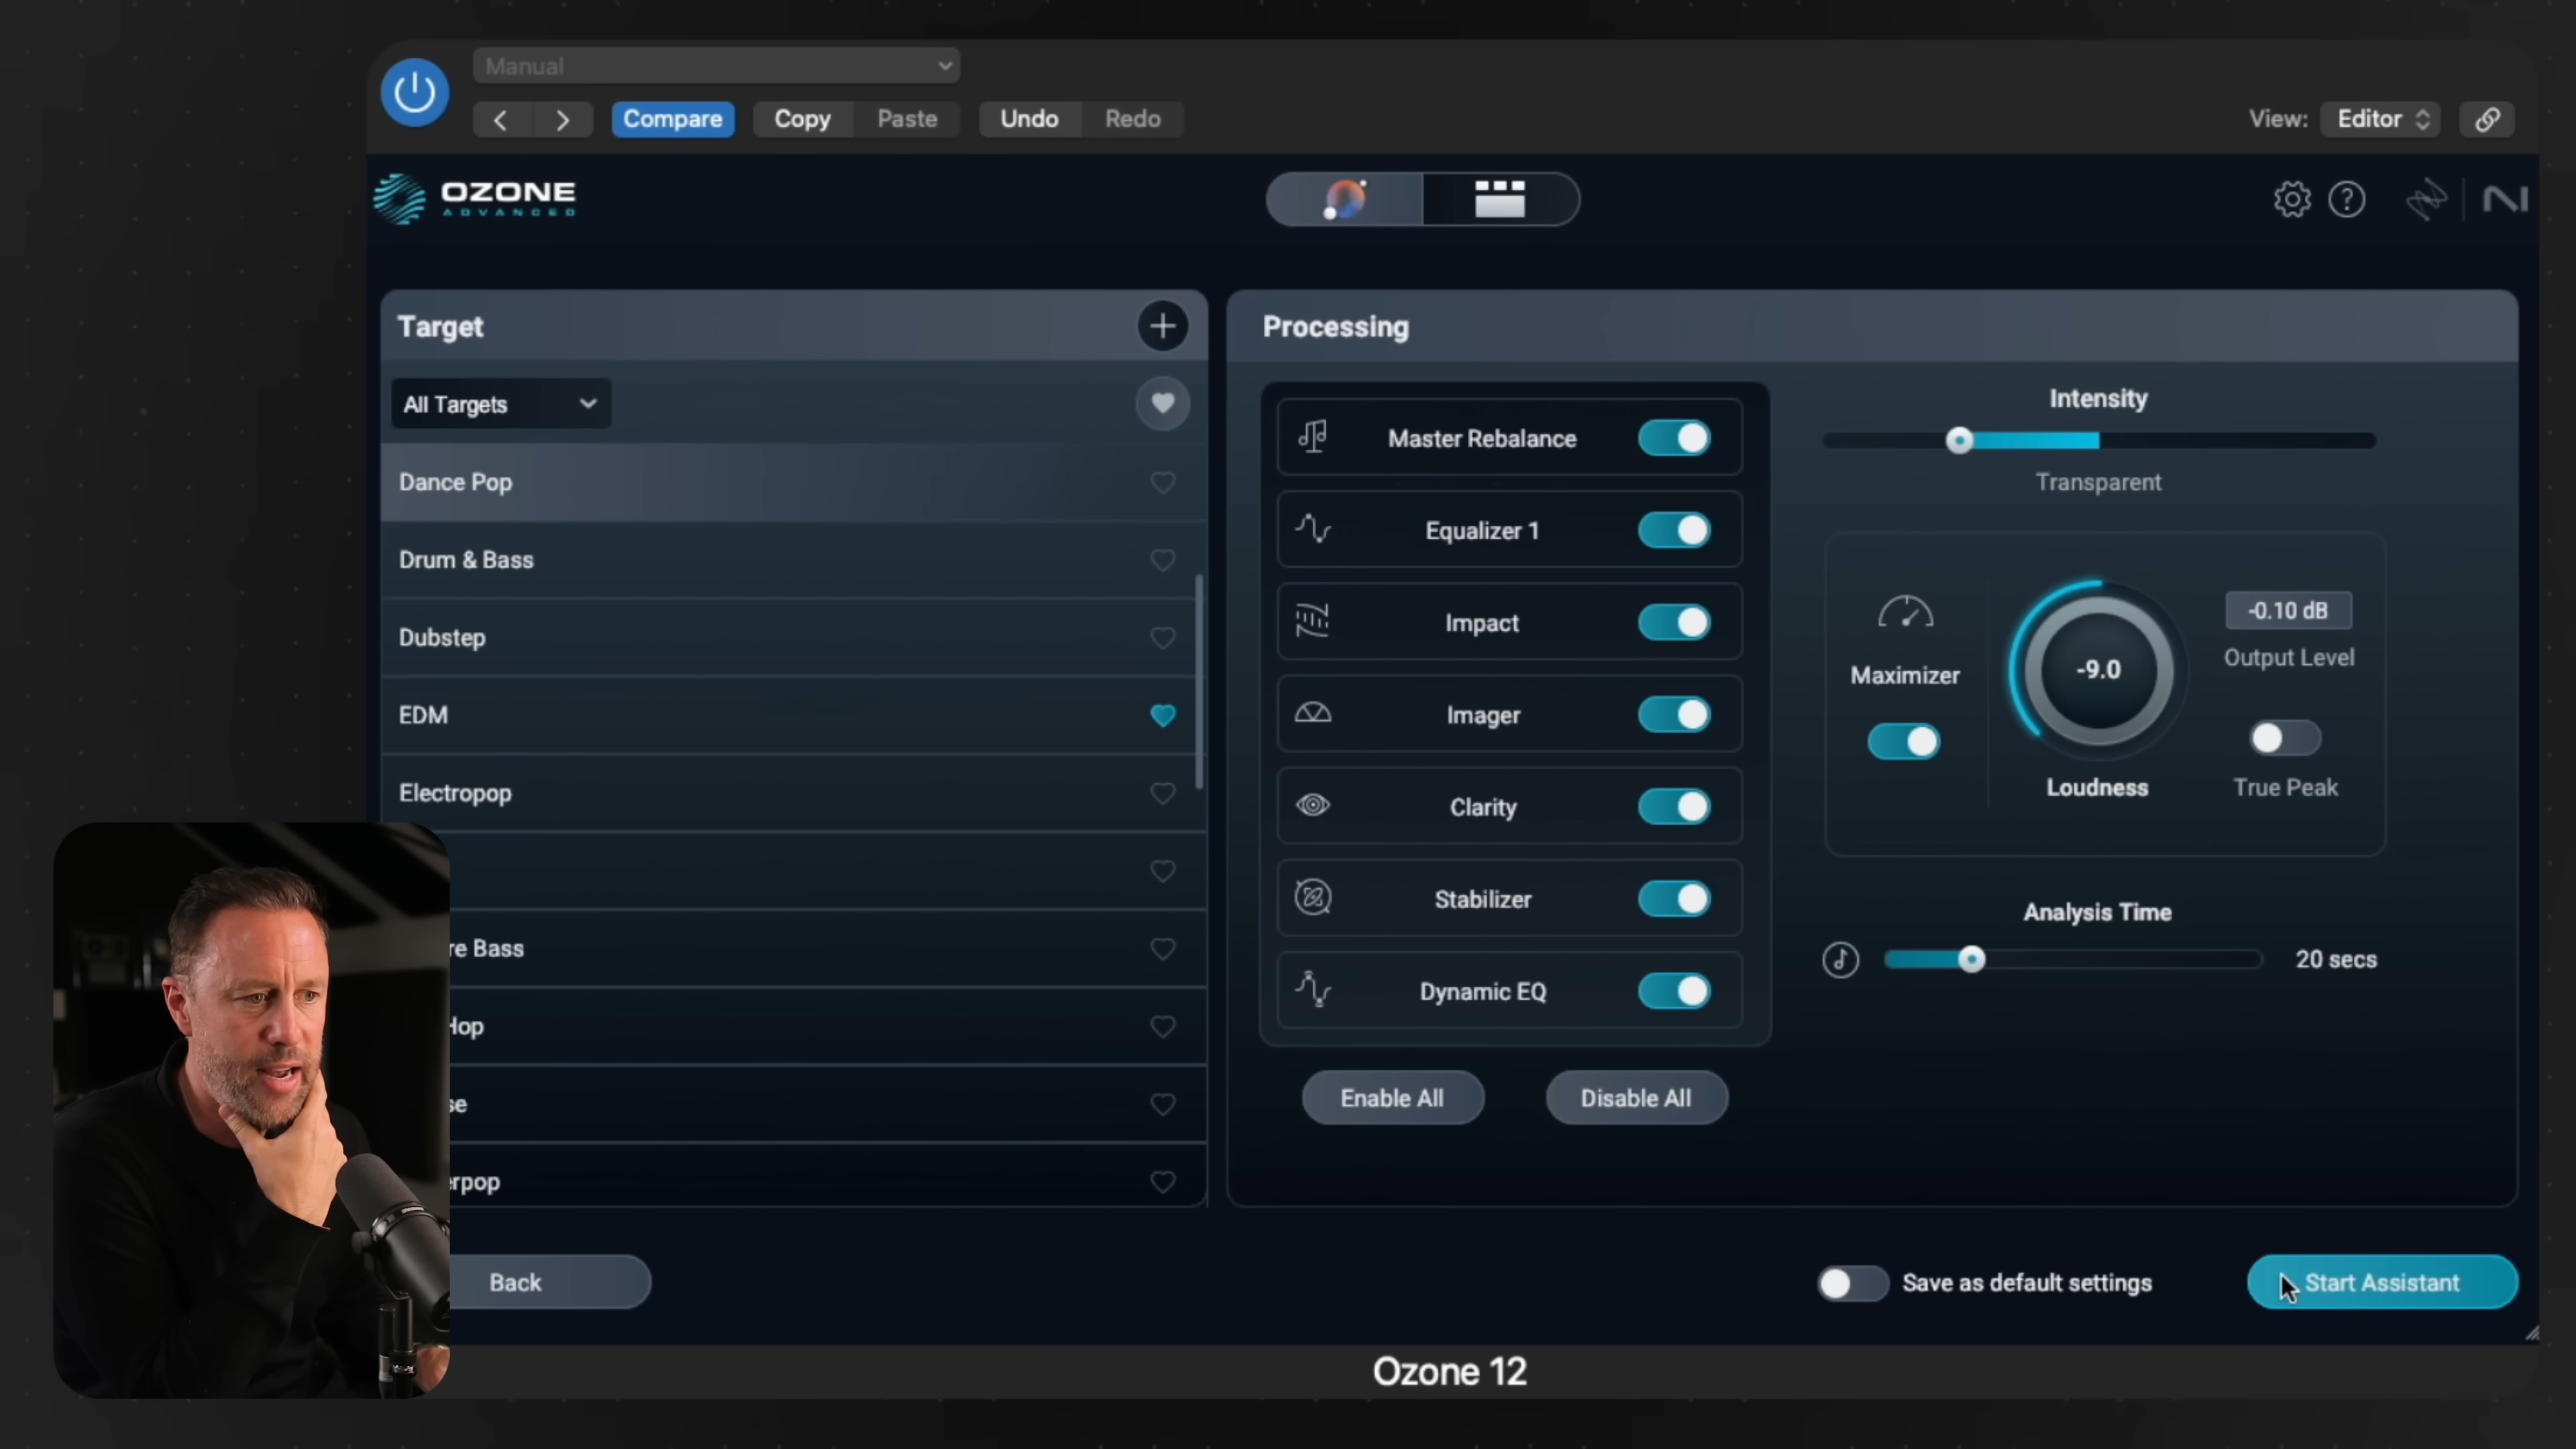 Manual
Compare Copy Paste Undo Redo
View: Editor
OZONE
ADVANCED
Target
All Targets
Dance Pop
Drum & Bass
Dubstep
EDM
Electropop
re Bass
Hop
se
rpop
Back
Processing
Master Rebalance
Equalizer 1
Impact
Imager
Clarity
Stabilizer
Dynamic EQ
Enable All Disable All
Intensity
Transparent
Maximizer
-9.0
Loudness
-0.10 dB
Output Level
True Peak
Analysis Time
20 secs
Save as default settings
Start Assistant
Ozone 12